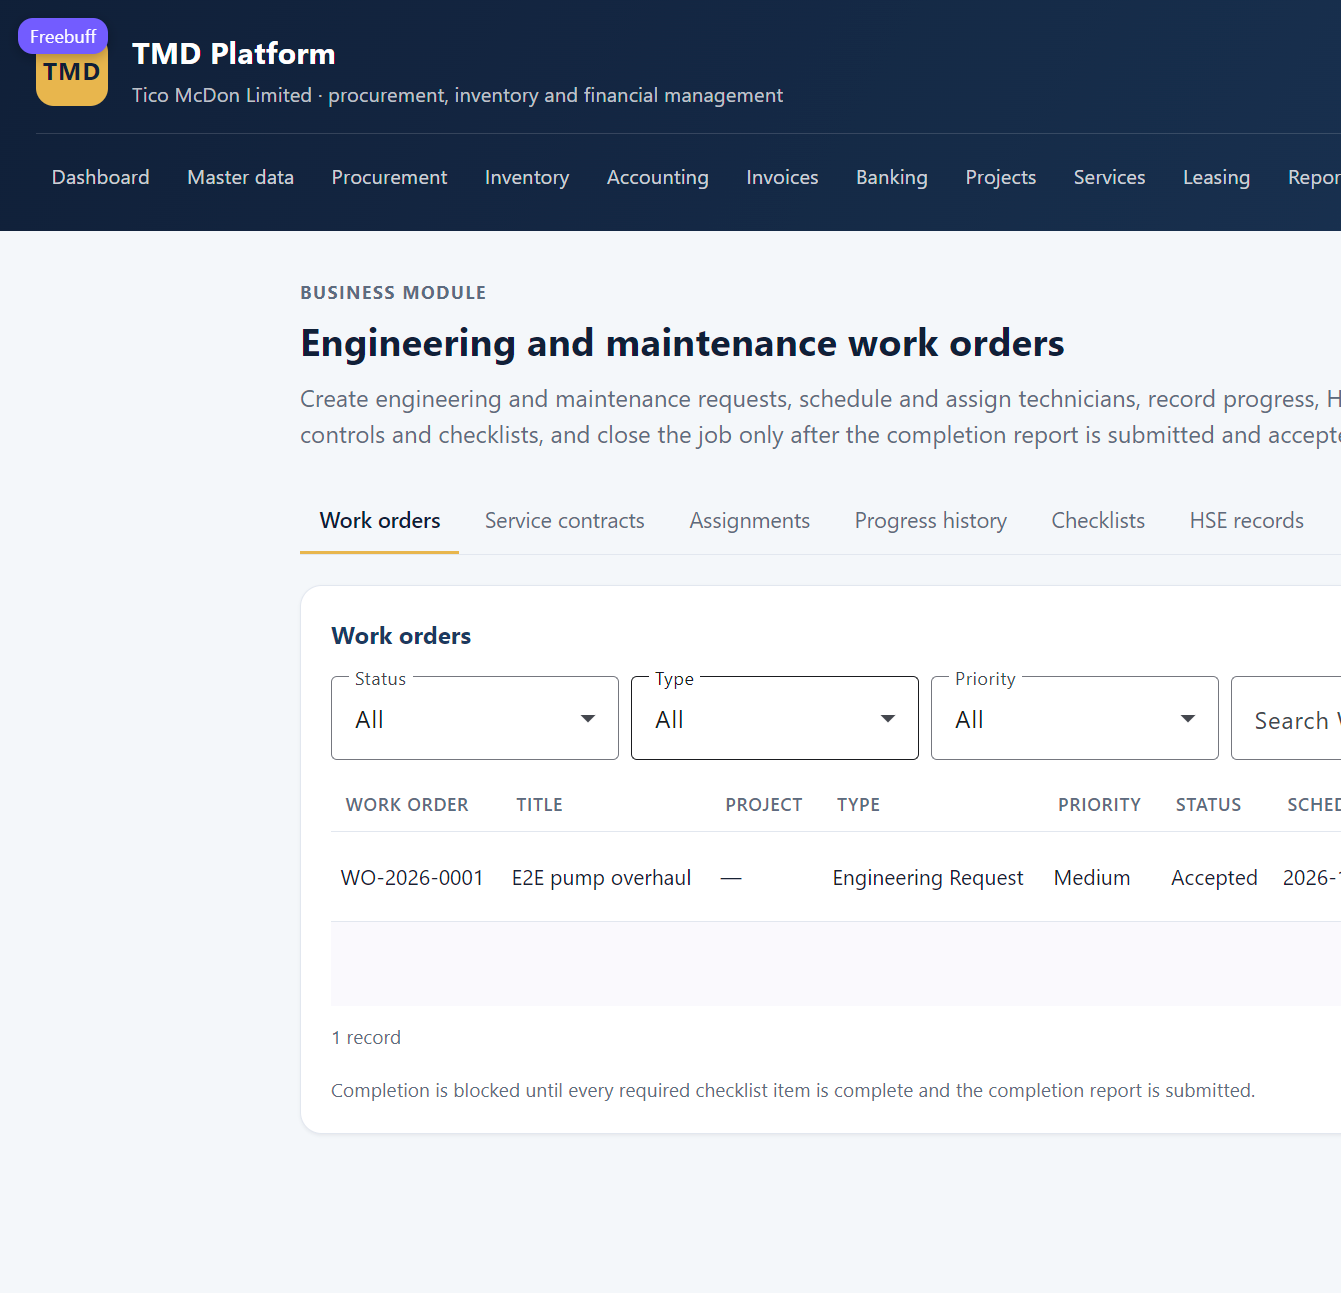 Freebuff
TMD
TMD Platform
Tico McDon Limited · procurement, inventory and financial management
Dashboard Master data Procurement Inventory Accounting Invoices Banking Projects Services Leasing Repor
BUSINESS MODULE
Engineering and maintenance work orders
Create engineering and maintenance requests, schedule and assign technicians, record progress, H
controls and checklists, and close the job only after the completion report is submitted and accept
Work orders Service contracts Assignments Progress history Checklists HSE records
Work orders
Status Type Priority
All All All Search
WORK ORDER TITLE PROJECT TYPE PRIORITY STATUS SCHED
WO-2026-0001 E2E pump overhaul — Engineering Request Medium Accepted 2026-
1 record
Completion is blocked until every required checklist item is complete and the completion report is submitted.